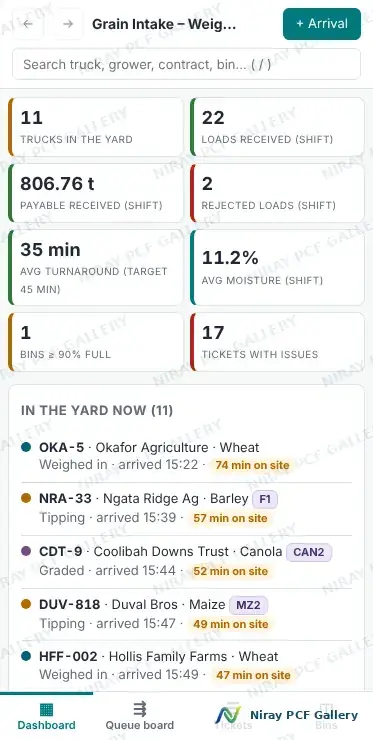 Grain Intake – Weig...
+ Arrival
Search truck, grower, contract, bin... ( / )
11
TRUCKS IN THE YARD
22
LOADS RECEIVED (SHIFT)
806.76 t
PAYABLE RECEIVED (SHIFT)
2
REJECTED LOADS (SHIFT)
35 min
AVG TURNAROUND (TARGET
45 MIN)
11.2%
AVG MOISTURE (SHIFT)
1
BINS ≥ 90% FULL
17
TICKETS WITH ISSUES
IN THE YARD NOW (11)
OKA-5 · Okafor Agriculture · Wheat
Weighed in · arrived 15:22 · 74 min on site
NRA-33 · Ngata Ridge Ag · Barley F1
Tipping · arrived 15:39 · 57 min on site
CDT-9 · Coolibah Downs Trust · Canola CAN2
Graded · arrived 15:44 · 52 min on site
DUV-818 · Duval Bros · Maize MZ2
Tipping · arrived 15:47 · 49 min on site
HFF-002 · Hollis Family Farms · Wheat
Weighed in · arrived 15:49 · 47 min on site
Dashboard
Queue board
Tickets
Bins
Niray PCF Gallery
NIRAY PCF GALLERY